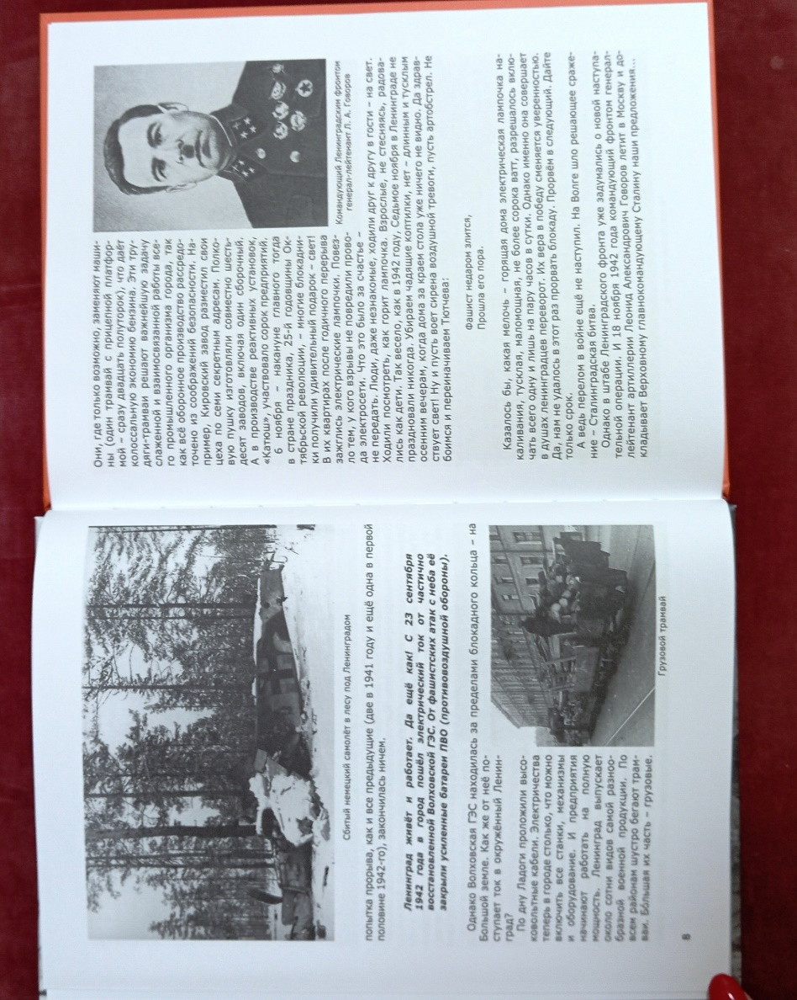 Сбитый немецкий самолёт в лесу под Ленинградом
попытка прорыва, как и все предыдущие (две в 1941 году и ещё одна в первой
половине 1942-го), закончилась ничем.
Ленинград живёт и работает. Да ещё как! С 23 сентября
1942 года в город пошёл электрический ток от частично
восстановленной Волховской ГЭС. От фашистских атак с неба её
закрыли усиленные батареи ПВО (противовоздушной обороны).
Однако Волховская ГЭС находилась за пределами блокадного кольца – на
Большой земле. Как же от неё по-
ступает ток в окружённый Ленин-
град?
По дну Ладоги проложили высо-
ковольтные кабели. Электричества
теперь в городе столько, что можно
включить все станки, механизмы
и оборудование. И предприятия
начинают работать на полную
мощность. Ленинград выпускает
около сотни видов самой разноо-
бразной военной продукции. По
всем районам шустро бегают трам-
ваи. Бóльшая их часть – грузовые.
Грузовой трамвай
8
Они, где только возможно, заменяют маши-
ны (один трамвай с прицепной платфор-
мой – сразу двадцать полуторок), что даёт
колоссальную экономию бензина. Эти тру-
дяги-трамваи решают важнейшую задачу
слаженной и взаимосвязанной работы все-
го промышленного организма города, так
как всё оборонное производство рассредо-
точено из соображений безопасности. На-
пример, Кировский завод разместил свои
цеха по семи секретным адресам. Полко-
вую пушку изготовляли совместно шесть-
десят заводов, включая один сборочный.
А в производстве реактивных установок,
«Катюш», участвовало сорок предприятий.
6 ноября – накануне главного тогда
в стране праздника, 25-й годовщины Ок-
тябрьской революции, – многие блокадни-
ки получили удивительный подарок – свет!
В их квартирах после годичного перерыва
зажглись электрические лампочки. Повез-
ло тем, у кого взрывы не повредили прово-
да электросети. Что это было за счастье –
не передать. Люди, даже незнакомые, ходили друг к другу в гости – на свет.
Ходили посмотреть, как горит лампочка. Взрослые, не стесняясь, радова-
лись как дети. Так весело, как в 1942 году, Седьмое ноября в Ленинграде не
праздновали никогда. Убираем чадящие коптилки, нет – длинным и тусклым
осенним вечерам, когда дома за краем стола уже ничего не видно. Да здрав-
ствует свет! Ну и пусть воет сирена воздушной тревоги, пусть артобстрел. Не
боимся и переиначиваем Тютчева:
Командующий Ленинградским фронтом
генерал-лейтенант Л. А. Говоров
Фашист недаром злится,
Прошла его пора.
Казалось бы, какая мелочь – горящая дома электрическая лампочка на-
каливания, тусклая, маломощная, не более сорока ватт, разрешалось вклю-
чать всего одну и лишь на пару часов в сутки. Однако именно она совершает
в душах ленинградцев переворот. Их вера в победу сменяется уверенностью.
Да, нам не удалось в этот раз прорвать блокаду. Прорвём в следующий. Дайте
только срок.
А ведь перелом в войне ещё не наступил. На Волге шло решающее сраже-
ние – Сталинградская битва.
Однако в штабе Ленинградского фронта уже задумались о новой наступа-
тельной операции. И 18 ноября 1942 года командующий фронтом генерал-
лейтенант артиллерии Леонид Александрович Говоров летит в Москву и до-
кладывает Верховному главнокомандующему Сталину наши предложения...